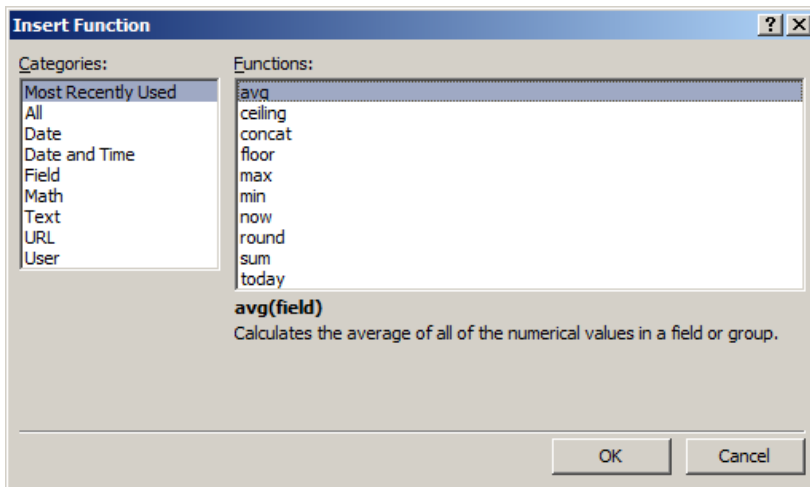 Insert Function
Categories:
Most Recently Used
All
Date
Date and Time
Field
Math
Text
URL
User
Functions:
avg
ceiling
concat
floor
max
min
now
round
sum
today
avg(field)
Calculates the average of all of the numerical values in a field or group.
OK
Cancel